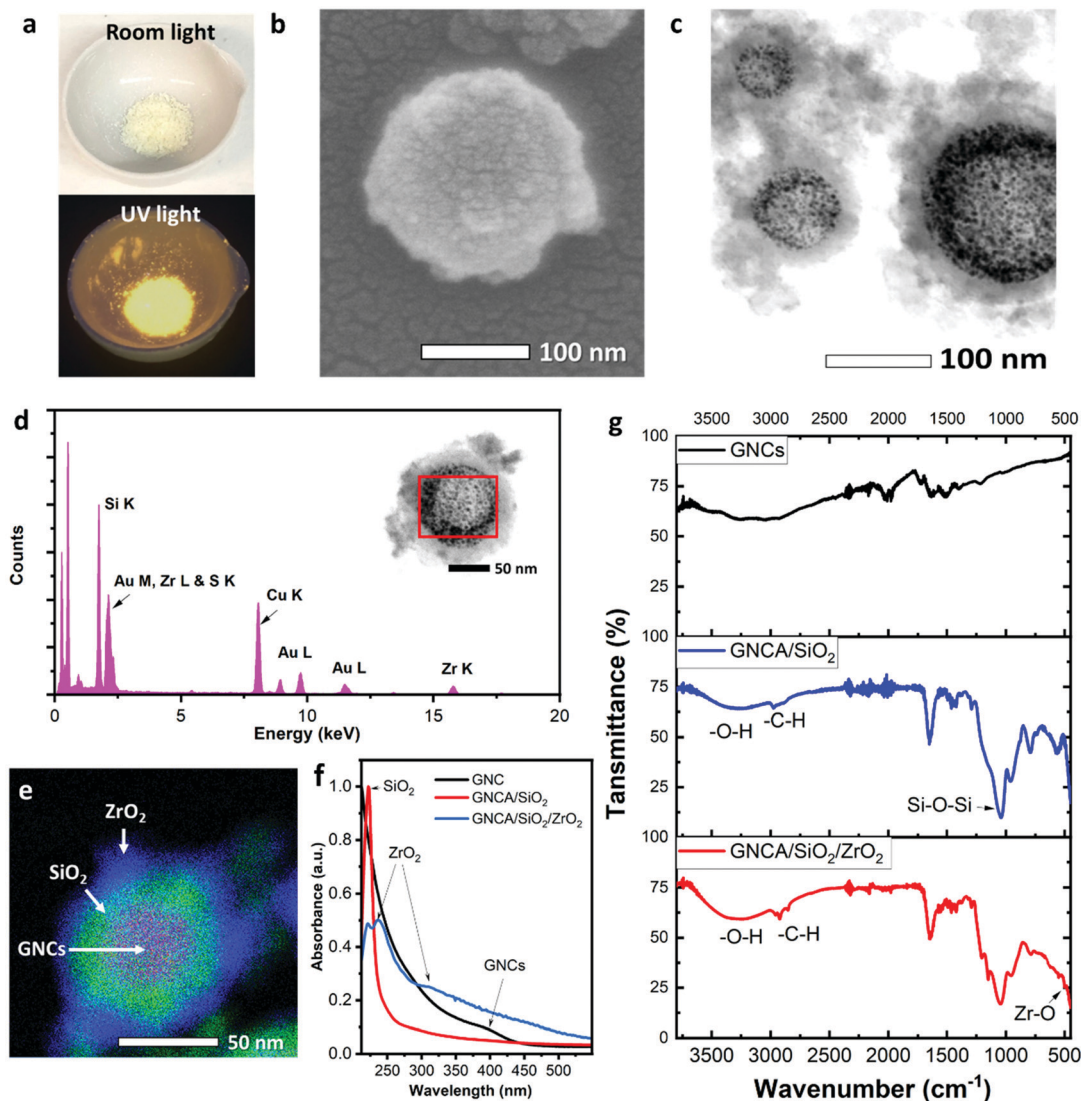 a
Room light
UV light
b
100 nm
c
100 nm
d
Counts
Si K
Au M, Zr L & S K
Cu K
Au L
Au L
Zr K
50 nm
0
5
10
15
20
Energy (keV)
e
ZrO₂
SiO₂
GNCs
50 nm
f
GNC
GNCA/SiO₂
GNCA/SiO₂/ZrO₂
SiO₂
ZrO₂
GNCs
Absorbance (a.u.)
1.0
0.8
0.6
0.4
0.2
0.0
250 300 350 400 450 500
Wavelength (nm)
g
3500 3000 2500 2000 1500 1000 500
100
75
50
25
GNCs
100
75
50
25
GNCA/SiO₂
-O-H
-C-H
Si-O-Si
100
75
50
25
0
GNCA/SiO₂/ZrO₂
-O-H
-C-H
Zr-O
Tansmittance (%)
3500 3000 2500 2000 1500 1000 500
Wavenumber (cm⁻¹)